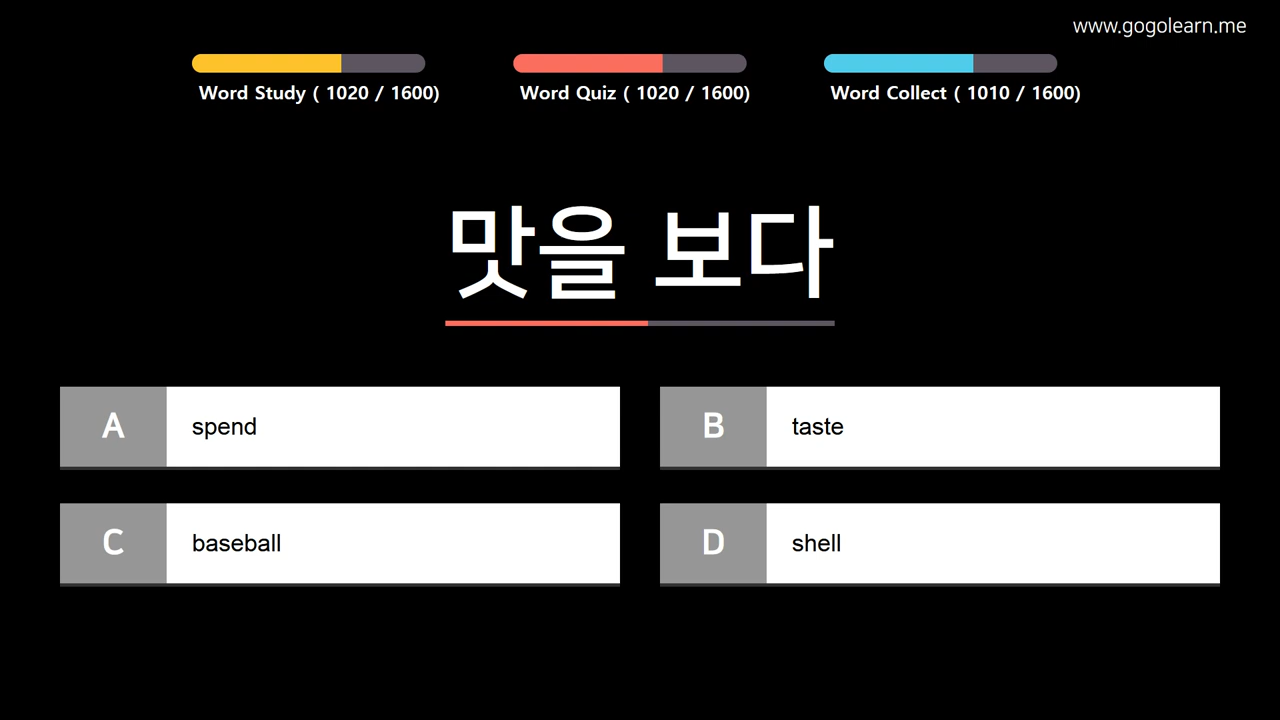 www.gogolearn.me
Word Study ( 1020 / 1600)
Word Quiz ( 1020 / 1600)
Word Collect ( 1010 / 1600)
맛을 보다
A spend
B taste
C baseball
D shell